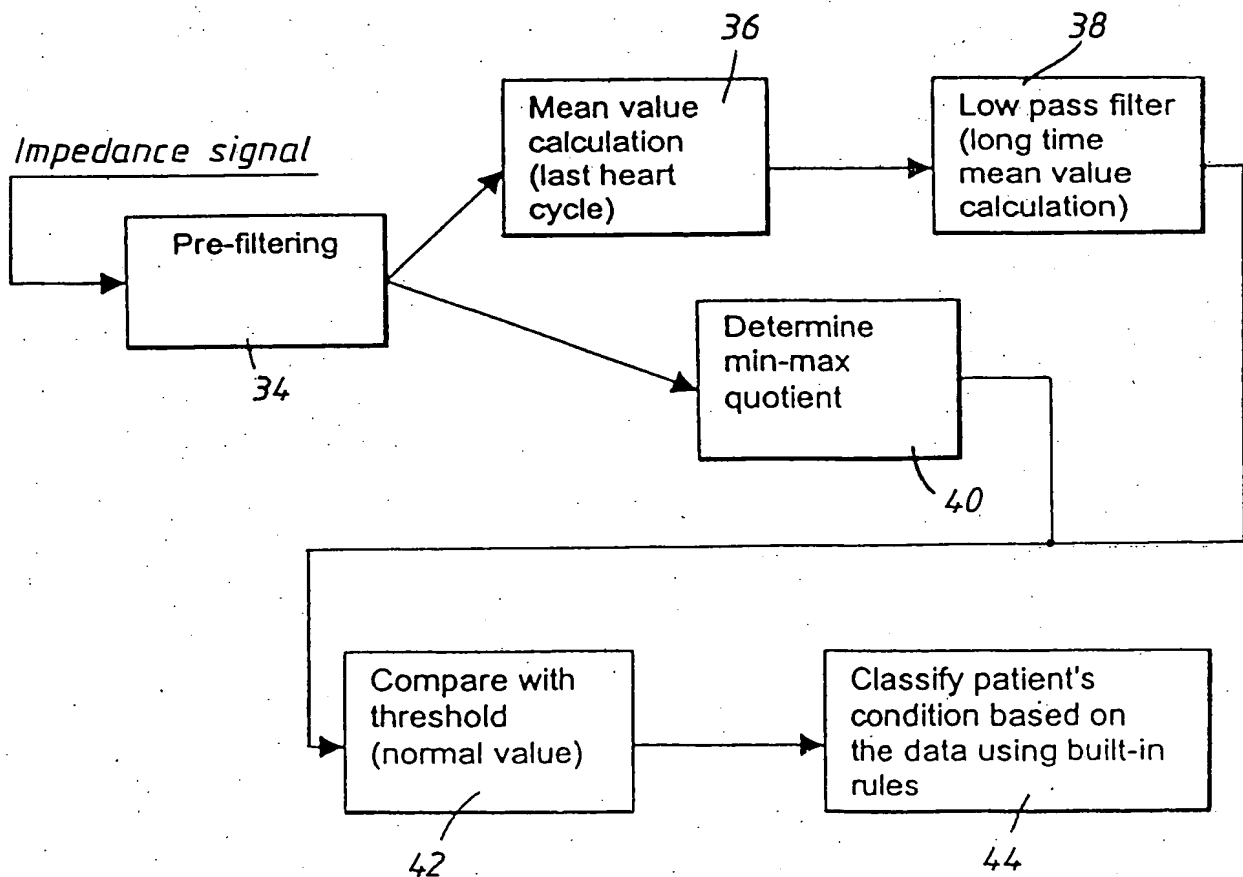 36
38
Mean value
calculation
(last heart
cycle)
Low pass filter
(long time
mean value
calculation)
Impedance signal
Pre-filtering
34
Determine
min-max
quotient
40
Compare with
threshold
(normal value)
42
Classify patient's
condition based on
the data using built-in
rules
44